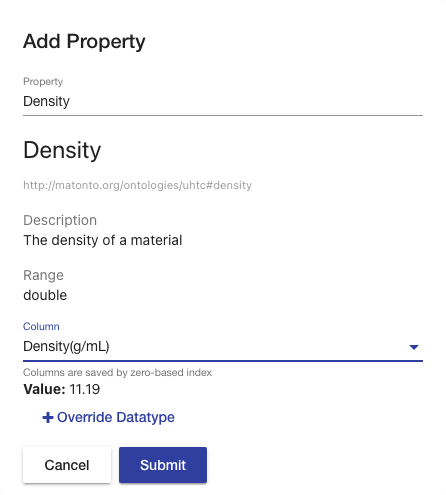 Add Property
Property
Density
Density
http://matonto.org/ontologies/uhtc#density
Description
The density of a material
Range
double
Column
Density(g/mL)
Columns are saved by zero-based index
Value: 11.19
+ Override Datatype
Cancel Submit